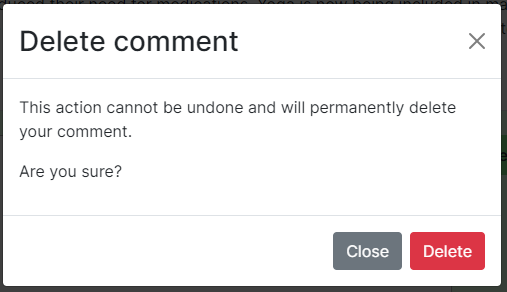 Delete comment
This action cannot be undone and will permanently delete
your comment.
Are you sure?
Close
Delete